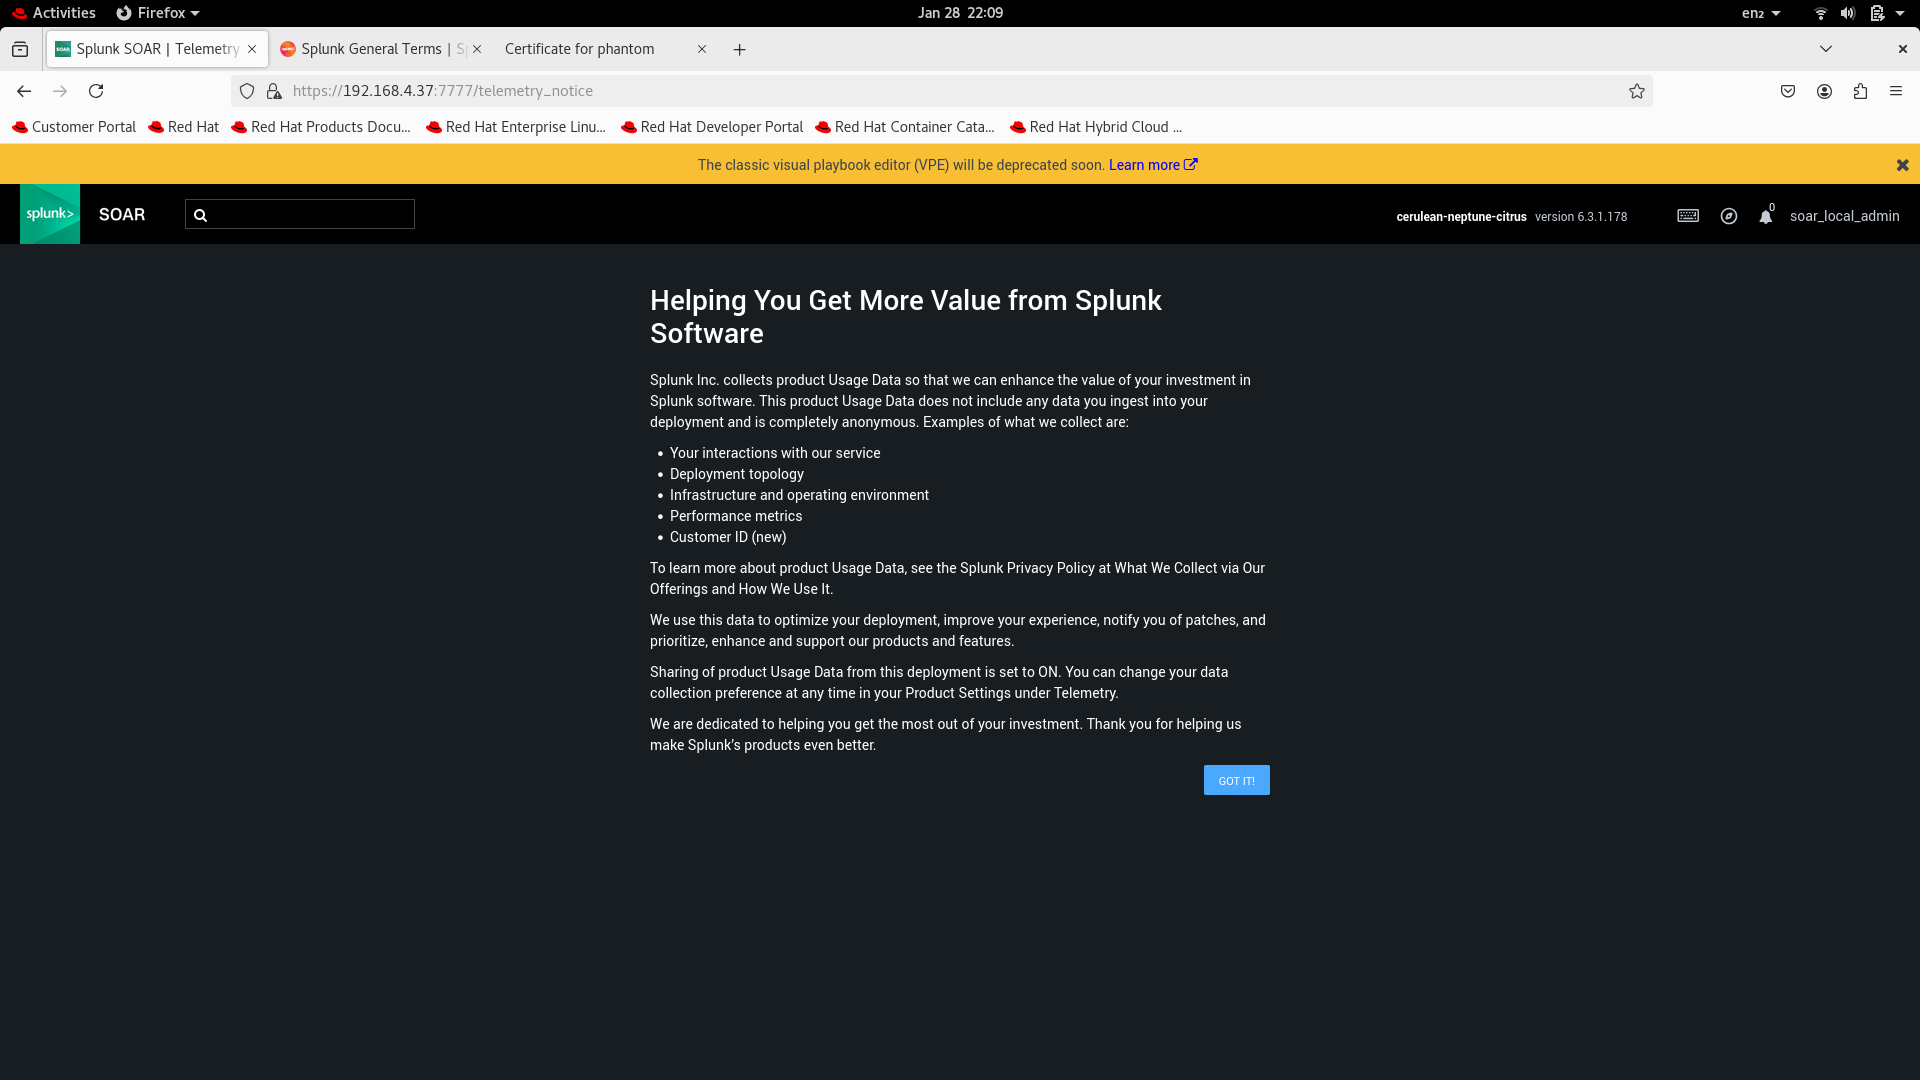 Activities Firefox Jan 28 22:09 en₂
Splunk SOAR | Telemetry Splunk General Terms | Certificate for phantom
https://192.168.4.37:7777/telemetry_notice
Customer Portal Red Hat Red Hat Products Docu... Red Hat Enterprise Linu... Red Hat Developer Portal Red Hat Container Cata... Red Hat Hybrid Cloud ...
The classic visual playbook editor (VPE) will be deprecated soon. Learn more
splunk> SOAR cerulean-neptune-citrus version 6.3.1.178 0 soar_local_admin
Helping You Get More Value from Splunk
Software
Splunk Inc. collects product Usage Data so that we can enhance the value of your investment in
Splunk software. This product Usage Data does not include any data you ingest into your
deployment and is completely anonymous. Examples of what we collect are:
• Your interactions with our service
• Deployment topology
• Infrastructure and operating environment
• Performance metrics
• Customer ID (new)
To learn more about product Usage Data, see the Splunk Privacy Policy at What We Collect via Our
Offerings and How We Use It.
We use this data to optimize your deployment, improve your experience, notify you of patches, and
prioritize, enhance and support our products and features.
Sharing of product Usage Data from this deployment is set to ON. You can change your data
collection preference at any time in your Product Settings under Telemetry.
We are dedicated to helping you get the most out of your investment. Thank you for helping us
make Splunk's products even better.
GOT IT!